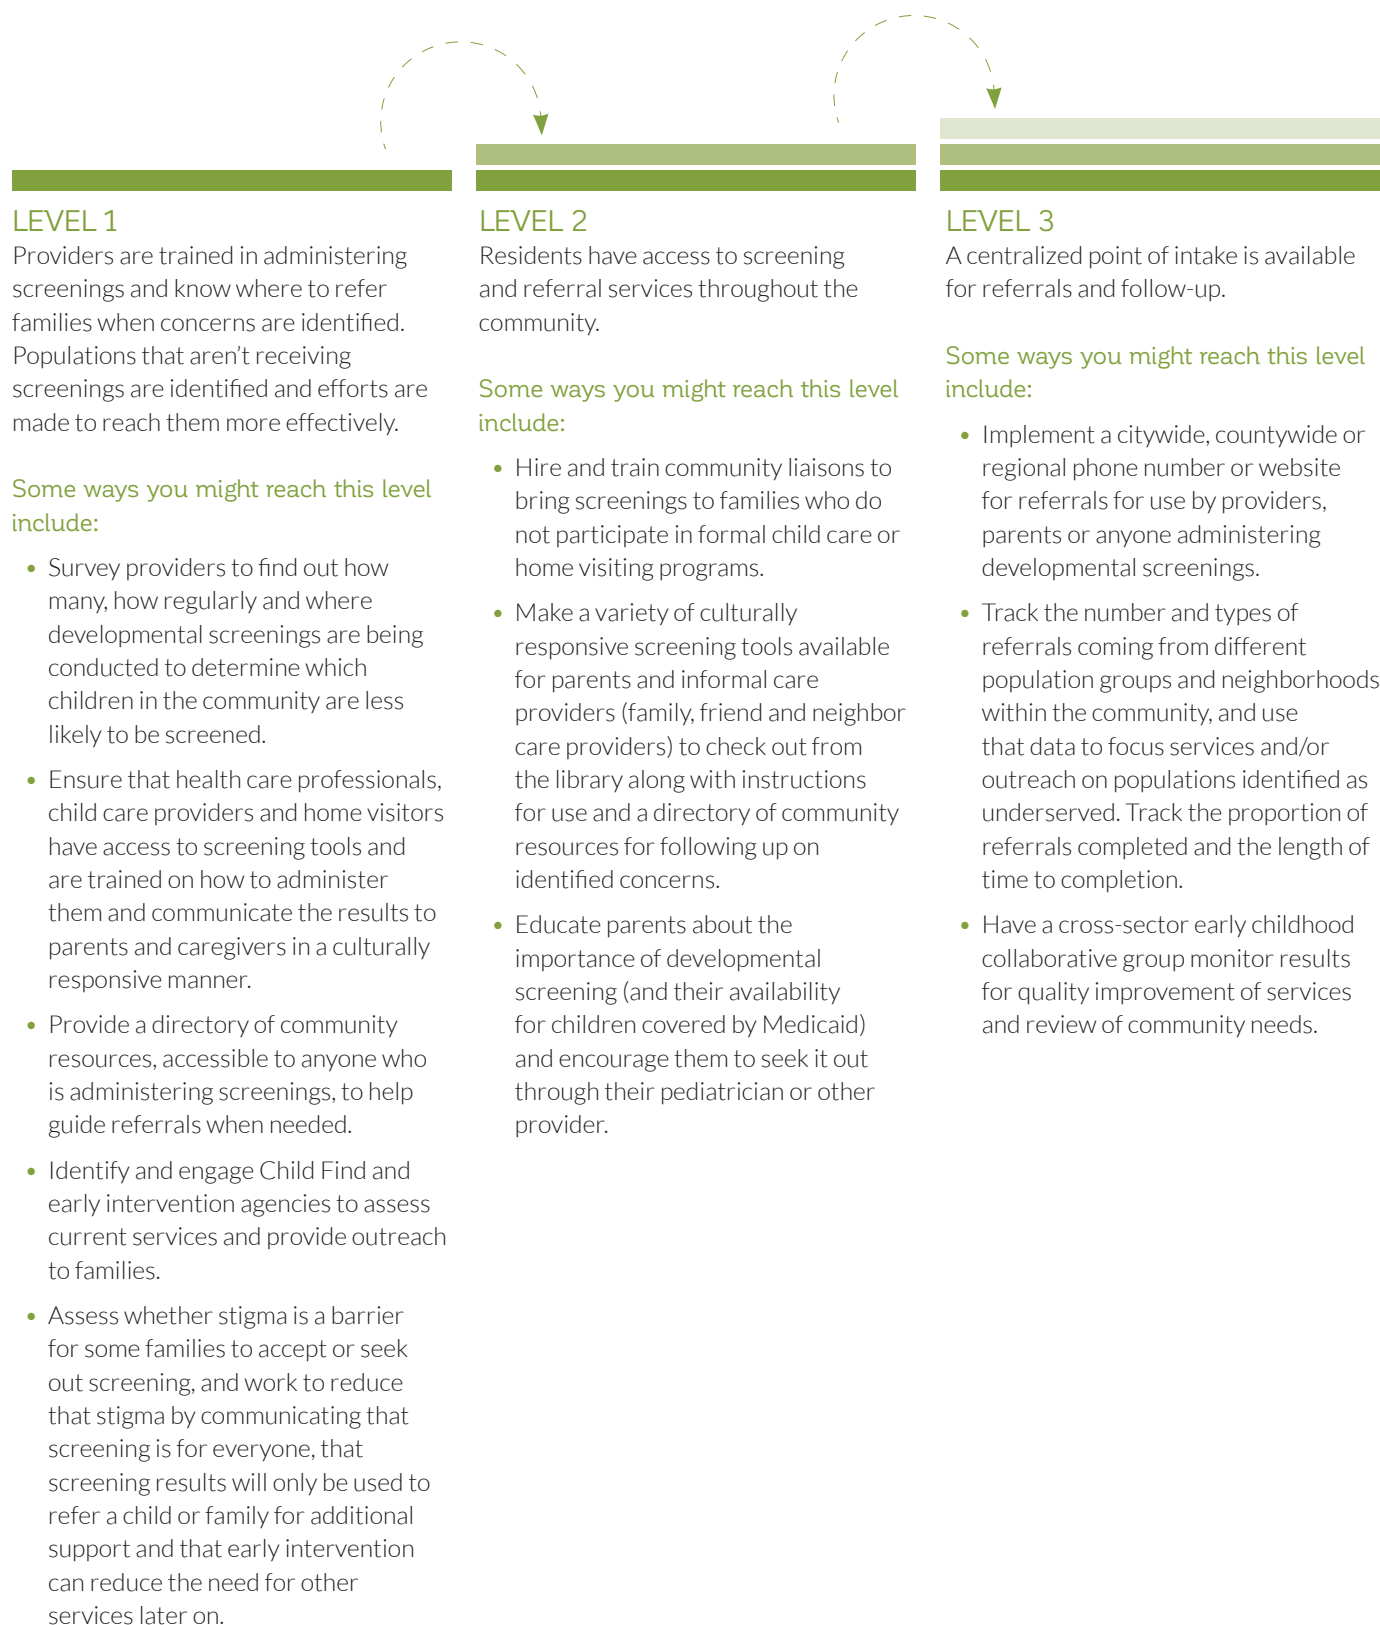 LEVEL 1
Providers are trained in administering
screenings and know where to refer
families when concerns are identified.
Populations that aren’t receiving
screenings are identified and efforts are
made to reach them more effectively.
Some ways you might reach this level
include:
• Survey providers to find out how
many, how regularly and where
developmental screenings are being
conducted to determine which
children in the community are less
likely to be screened.
• Ensure that health care professionals,
child care providers and home visitors
have access to screening tools and
are trained on how to administer
them and communicate the results to
parents and caregivers in a culturally
responsive manner.
• Provide a directory of community
resources, accessible to anyone who
is administering screenings, to help
guide referrals when needed.
• Identify and engage Child Find and
early intervention agencies to assess
current services and provide outreach
to families.
• Assess whether stigma is a barrier
for some families to accept or seek
out screening, and work to reduce
that stigma by communicating that
screening is for everyone, that
screening results will only be used to
refer a child or family for additional
support and that early intervention
can reduce the need for other
services later on.
LEVEL 2
Residents have access to screening
and referral services throughout the
community.
Some ways you might reach this level
include:
• Hire and train community liaisons to
bring screenings to families who do
not participate in formal child care or
home visiting programs.
• Make a variety of culturally
responsive screening tools available
for parents and informal care
providers (family, friend and neighbor
care providers) to check out from
the library along with instructions
for use and a directory of community
resources for following up on
identified concerns.
• Educate parents about the
importance of developmental
screening (and their availability
for children covered by Medicaid)
and encourage them to seek it out
through their pediatrician or other
provider.
LEVEL 3
A centralized point of intake is available
for referrals and follow-up.
Some ways you might reach this level
include:
• Implement a citywide, countywide or
regional phone number or website
for referrals for use by providers,
parents or anyone administering
developmental screenings.
• Track the number and types of
referrals coming from different
population groups and neighborhoods
within the community, and use
that data to focus services and/or
outreach on populations identified as
underserved. Track the proportion of
referrals completed and the length of
time to completion.
• Have a cross-sector early childhood
collaborative group monitor results
for quality improvement of services
and review of community needs.